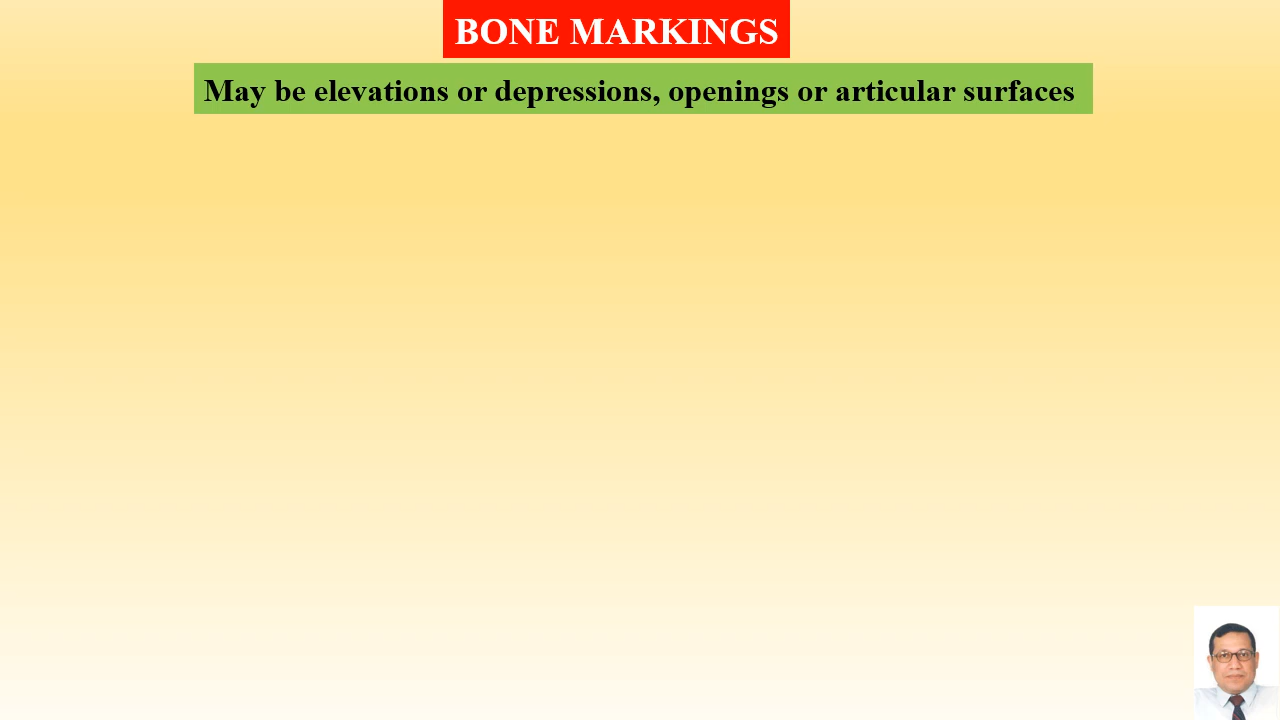 BONE MARKINGS
May be elevations or depressions, openings or articular surfaces